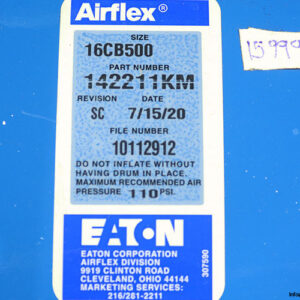 Airflex®
SIZE
16CB500
PART NUMBER
142211KM
REVISION DATE
SC 7/15/20
FILE NUMBER
10112912
DO NOT INFLATE WITHOUT
HAVING DRUM IN PLACE.
MAXIMUM RECOMMENDED AIR
PRESSURE 110 PSI.
EATON
EATON CORPORATION
AIRFLEX DIVISION
9919 CLINTON ROAD
CLEVELAND, OHIO 44144
MARKETING SERVICES:
216/281-2211
307590